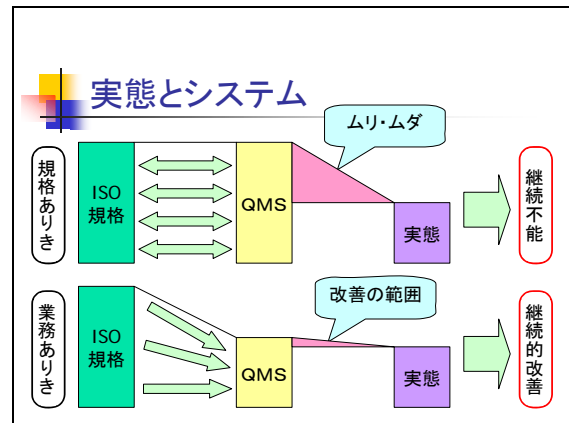 実態とシステム
ムリ・ムダ
規格ありき
ISO
規格
QMS
実態
継続不能
改善の範囲
業務ありき
ISO
規格
QMS
実態
継続的改善